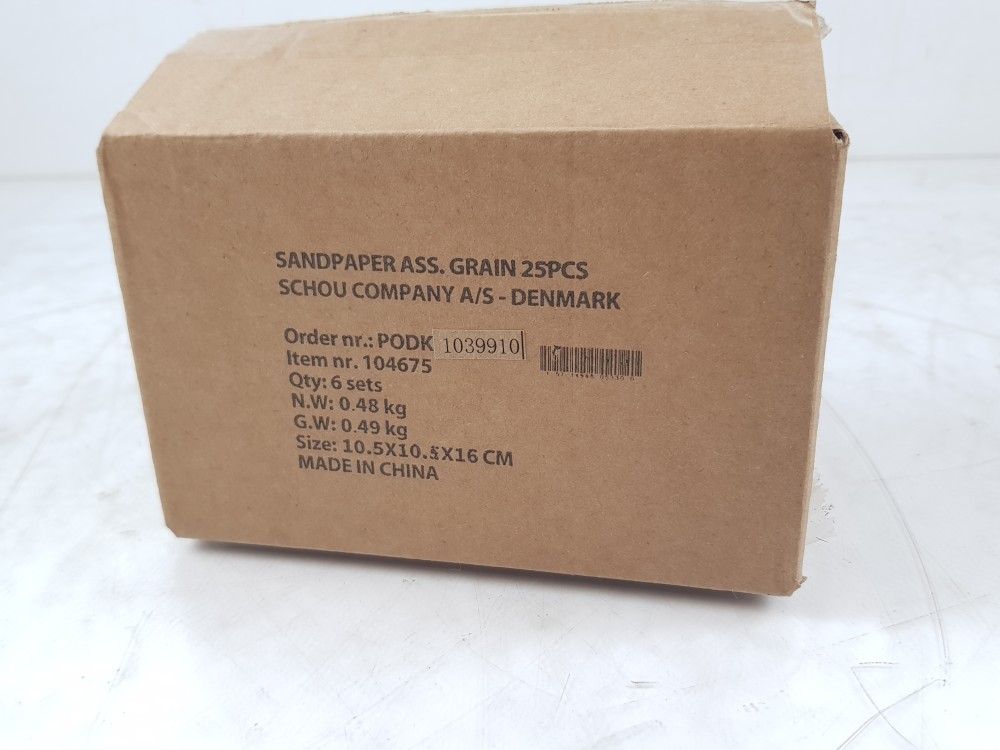 SANDPAPER ASS. GRAIN 25PCS
SCHOU COMPANY A/S - DENMARK
Order nr.: PODK 1039910
Item nr. 104675
Qty: 6 sets
N.W: 0.48 kg
G.W: 0.49 kg
Size: 10.5X10.5X16 CM
MADE IN CHINA